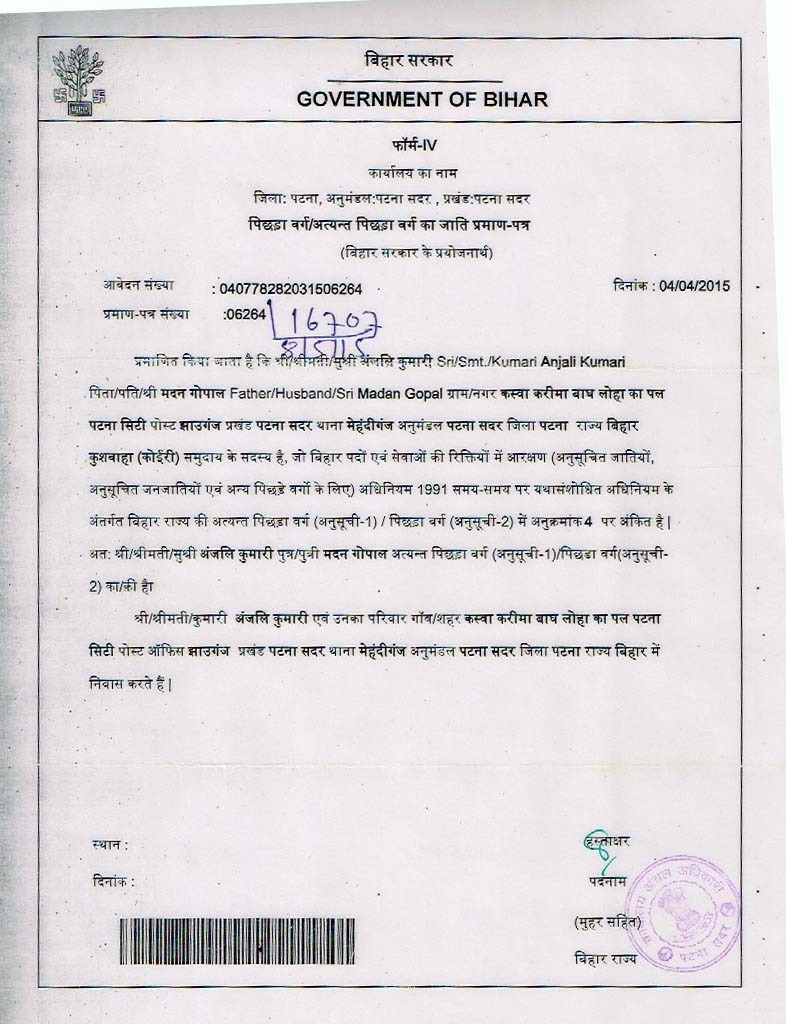 बिहार सरकार
GOVERNMENT OF BIHAR
फॉर्म-IV
कार्यालय का नाम
जिला: पटना, अनुमंडल:पटना सदर , प्रखंड:पटना सदर
पिछड़ा वर्ग/अत्यन्त पिछड़ा वर्ग का जाति प्रमाण-पत्र
(बिहार सरकार के प्रयोजनार्थ)
आवेदन संख्या : 040778282031506264 दिनांक : 04/04/2015
प्रमाण-पत्र संख्या :06264 16707
प्रमाणित किया जाता है कि श्री/श्रीमती/सुश्री अंजलि कुमारी Sri/Smt./Kumari Anjali Kumari
पिता/पति/श्री मदन गोपाल Father/Husband/Sri Madan Gopal ग्राम/नगर कस्वा करीमा बाघ लोहा का पल
पटना सिटी पोस्ट झाउगंज प्रखंड पटना सदर थाना मेहंदीगंज अनुमंडल पटना सदर जिला पटना राज्य बिहार
कुशवाहा (कोईरी) समुदाय के सदस्य है, जो बिहार पदों एवं सेवाओं की रिक्तियों में आरक्षण (अनुसूचित जातियों,
अनुसूचित जनजातियों एवं अन्य पिछड़े वर्गो के लिए) अधिनियम 1991 समय-समय पर यथासंशोधित अधिनियम के
अंतर्गत बिहार राज्य की अत्यन्त पिछड़ा वर्ग (अनुसूची-1) / पिछड़ा वर्ग (अनुसूची-2) में अनुक्रमांक4 पर अंकित है|
अत: श्री/श्रीमती/सुश्री अंजलि कुमारी पुत्र/पुत्री मदन गोपाल अत्यन्त पिछड़ा वर्ग (अनुसूची-1)/पिछडा वर्ग(अनुसूची-
2) का/की है।
श्री/श्रीमती/कुमारी अंजलि कुमारी एवं उनका परिवार गॉव/शहर कस्वा करीमा बाघ लोहा का पल पटना
सिटी पोस्ट ऑफिस झाउगंज प्रखंड पटना सदर थाना मेहंदीगंज अनुमंडल पटना सदर जिला पटना राज्य बिहार में
निवास करते हैं|
स्थान : हस्ताक्षर
दिनांक : पदनाम
(मुहर सहित)
बिहार राज्य
कार्यालय अंचल अधिकारी
पटना सदर